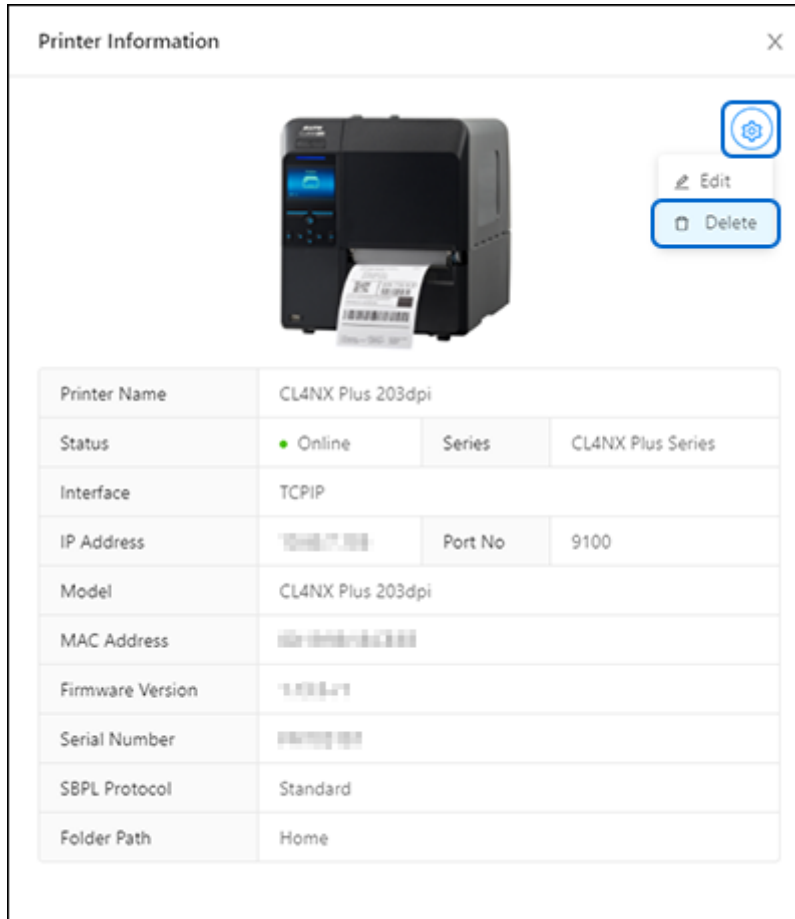 Printer Information
Edit
Delete
Printer Name CL4NX Plus 203dpi
Status Online Series CL4NX Plus Series
Interface TCPIP
IP Address Port No 9100
Model CL4NX Plus 203dpi
MAC Address
Firmware Version
Serial Number
SBPL Protocol Standard
Folder Path Home